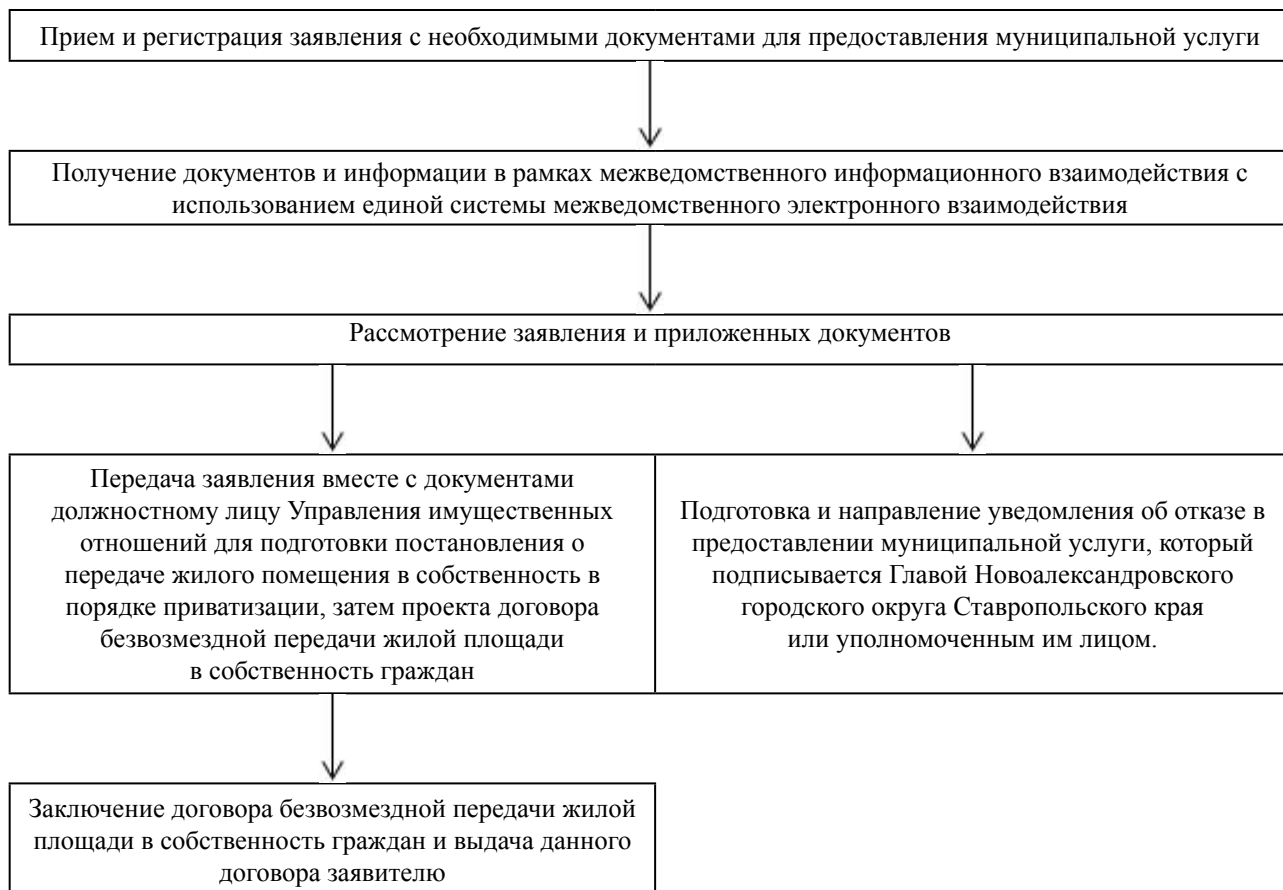 Прием и регистрация заявления с необходимыми документами для предоставления муниципальной услуги
Получение документов и информации в рамках межведомственного информационного взаимодействия с
использованием единой системы межведомственного электронного взаимодействия
Рассмотрение заявления и приложенных документов
Передача заявления вместе с документами
должностному лицу Управления имущественных
отношений для подготовки постановления о
передаче жилого помещения в собственность в
порядке приватизации, затем проекта договора
безвозмездной передачи жилой площади
в собственность граждан
Подготовка и направление уведомления об отказе в
предоставлении муниципальной услуги, который
подписывается Главой Новоалександровского
городского округа Ставропольского края
или уполномоченным им лицом.
Заключение договора безвозмездной передачи жилой
площади в собственность граждан и выдача данного
договора заявителю